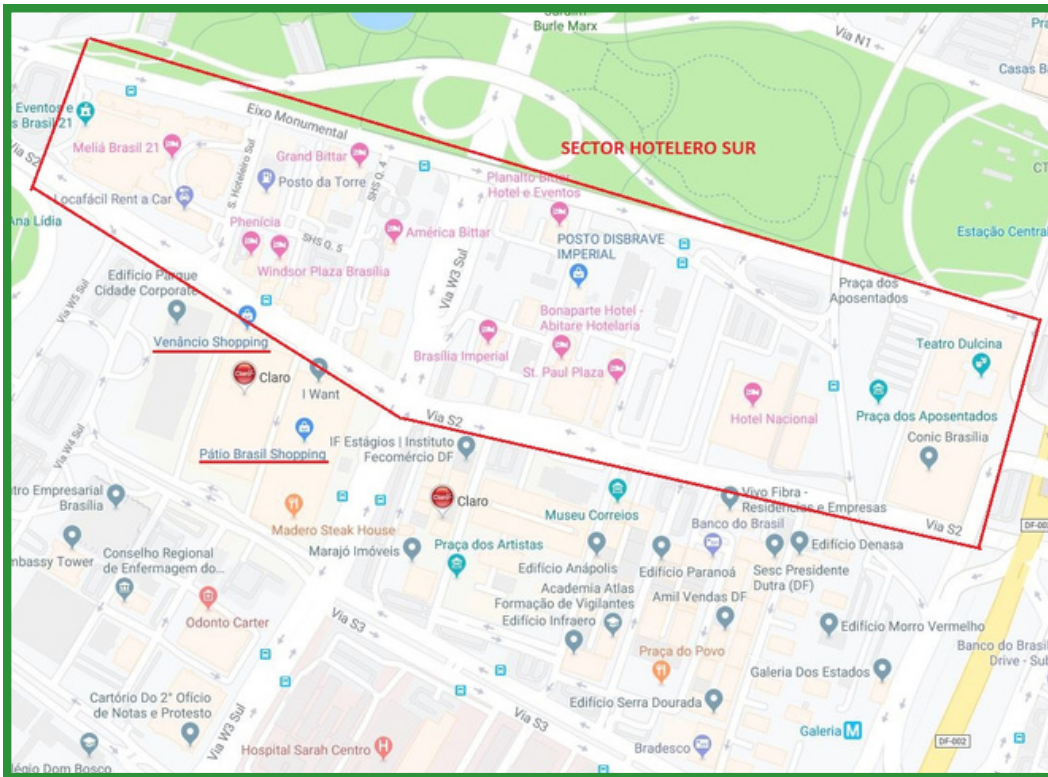 Jardim
Burle Marx
Via N1
Pra
Casas B
Eventos e
s Brasil 21
Eixo Monumental
SECTOR HOTELERO SUR
Meliá Brasil 21
Grand Bittar
Via S2
S. Hoteleiro Sul
Posto da Torre
SHS Q. 4
Planalto Bittar
Hotel e Eventos
CT
Locafácil Rent a Car
Ana Lídia
Phenícia
América Bittar
Estação Central
SHS Q. 5
POSTO DISBRAVE
IMPERIAL
Windsor Plaza Brasília
Via W3 Sul
Edifício Parque
Cidade Corporate
Praça dos
Aposentados
Via W5 Sul
Bonaparte Hotel -
Abitare Hotelaria
Venâncio Shopping
Teatro Dulcina
Brasília Imperial
St. Paul Plaza
Claro
I Want
Hotel Nacional
Praça dos Aposentados
Via S2
Conic Brasília
Via W4 Sul
Pátio Brasil Shopping
IF Estágios | Instituto
Fecomércio DF
tro Empresarial
Brasília
Claro
Vivo Fibra -
Residências e Empresas
Madero Steak House
Museu Correios
Banco do Brasil
Via S2
DF-002
mbassy Tower
Conselho Regional
de Enfermagem do...
Marajó Imóveis
Praça dos Artistas
Edifício Anápolis
Edifício Paranoá
Sesc Presidente
Dutra (DF)
Edifício Denasa
Academia Atlas
Formação de Vigilantes
Amil Vendas DF
Odonto Carter
Via S3
Edifício Infraero
Edifício Morro Vermelho
Praça do Povo
Banco do Brasil
Drive - Sub
Galeria Dos Estados
Cartório Do 2° Ofício
de Notas e Protesto
Via W3 Sul
Via S3
Edifício Serra Dourada
Galeria
M
DF-002
légio Dom Bosco
Hospital Sarah Centro
H
Bradesco